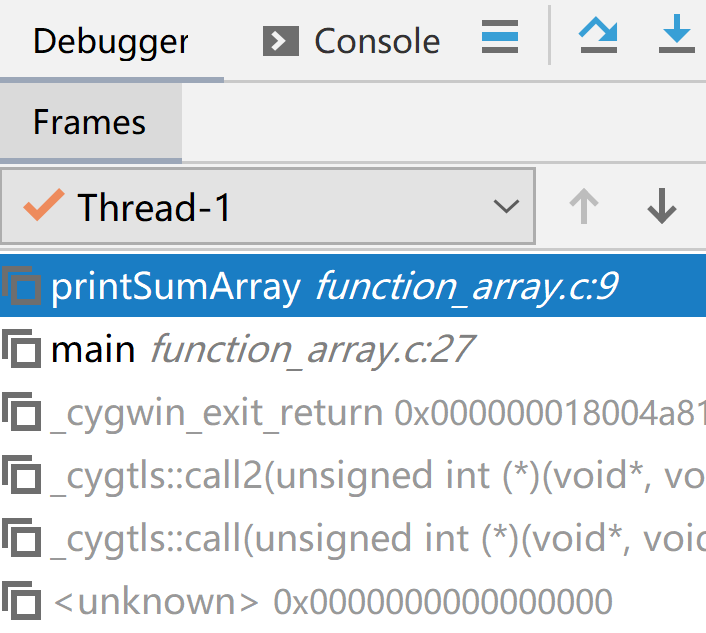 Debugger Console
Frames
Thread-1
printSumArray function_array.c:9
main function_array.c:27
_cygwin_exit_return 0x000000018004a81
_cygtls::call2(unsigned int (*)(void*, vo
_cygtls::call(unsigned int (*)(void*, void
<unknown> 0x0000000000000000